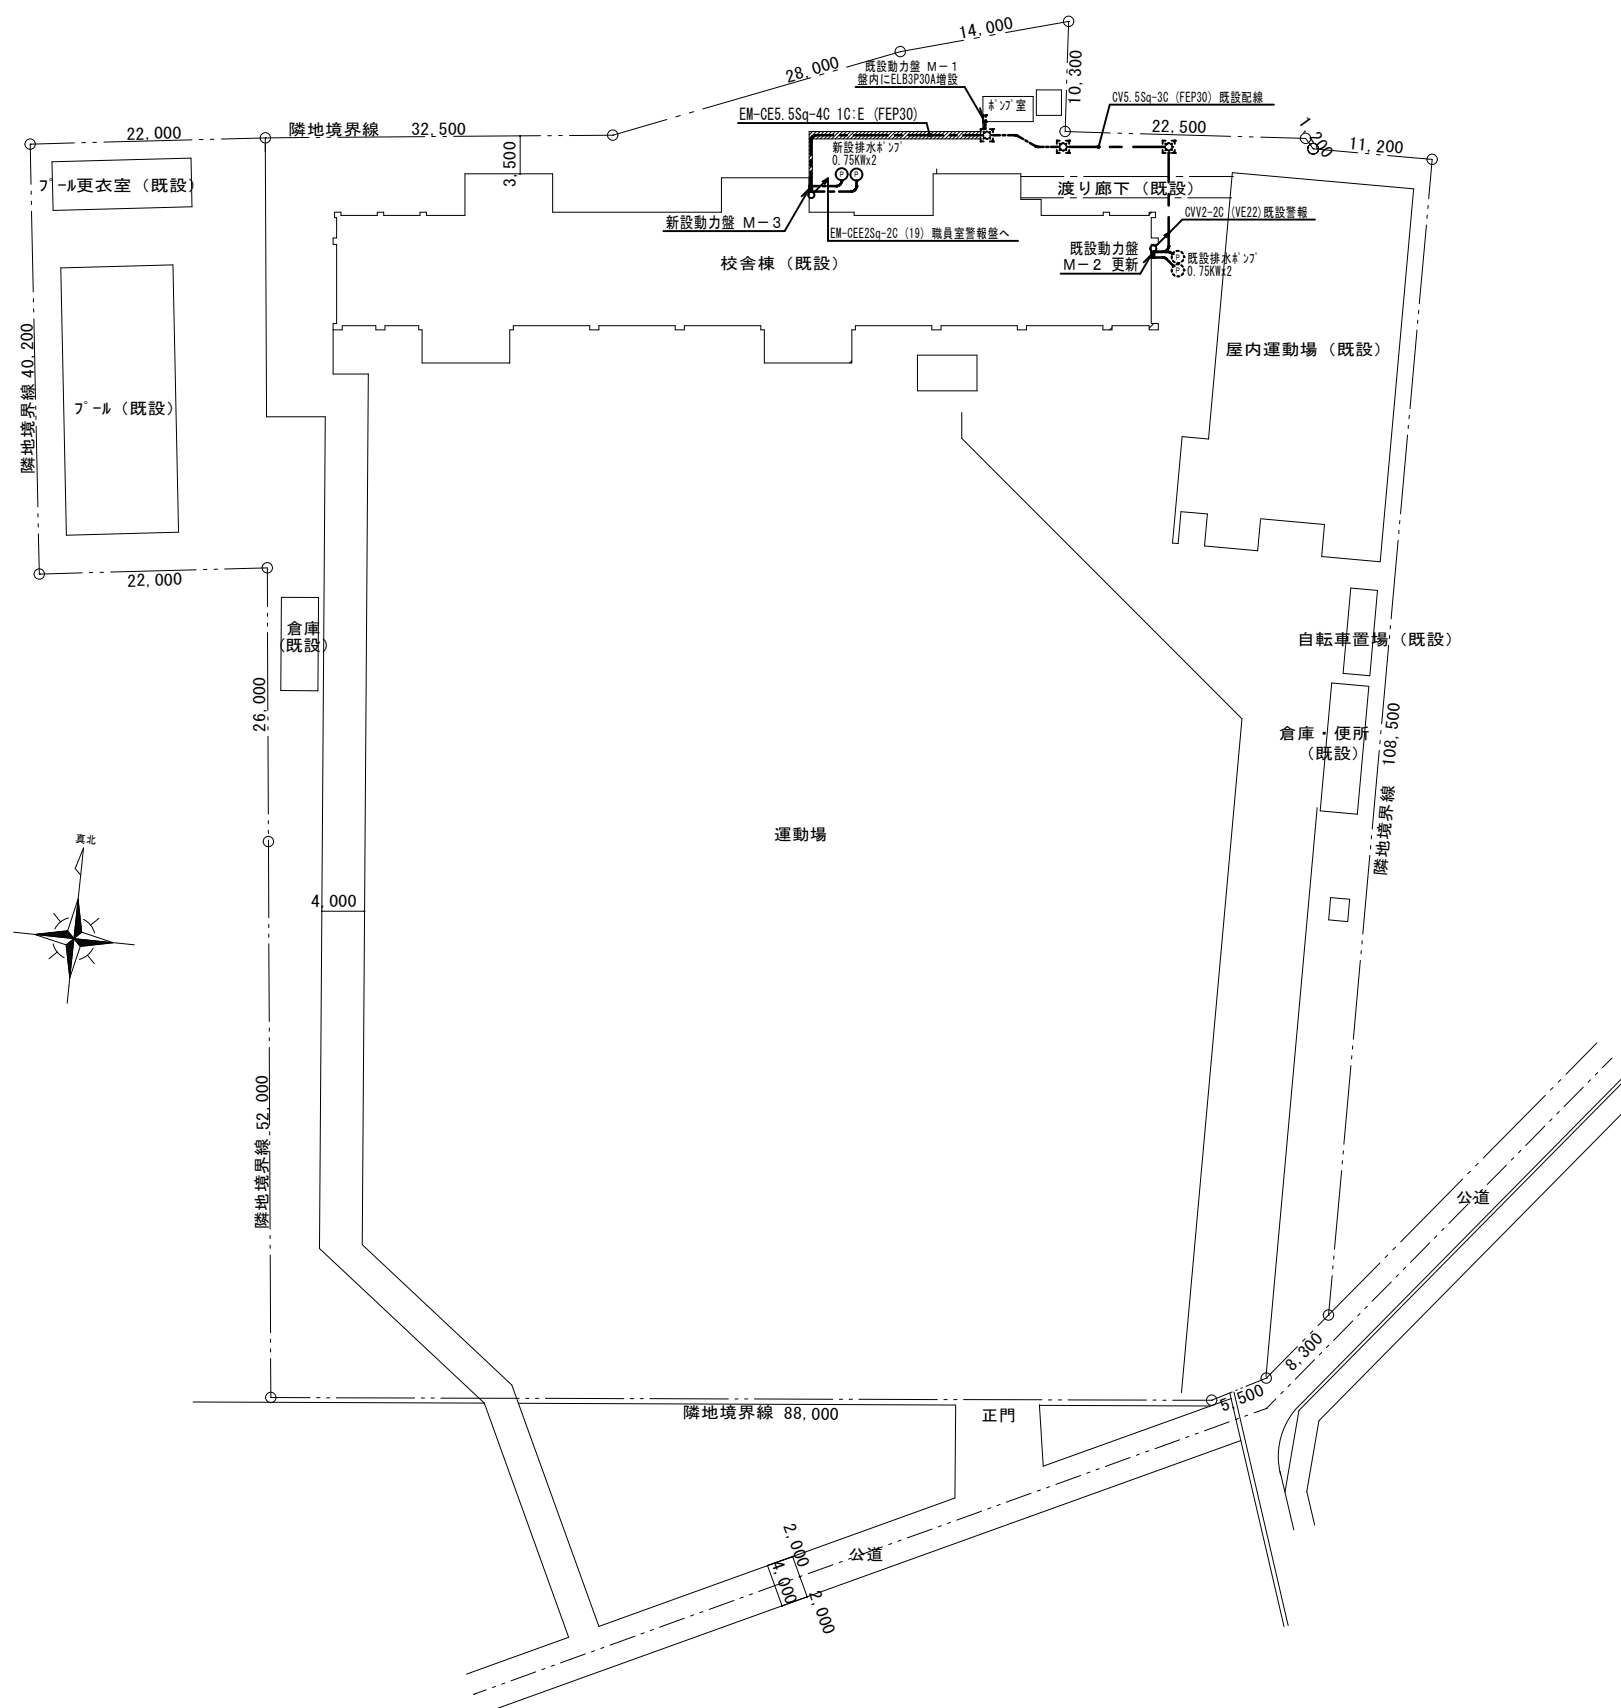 14,000
28,000
既設動力盤 M-1
盤内にELB3P30A増設
ﾎﾟﾝﾌﾟ室
10,300
CV5.5Sq-3C (FEP30) 既設配線
EM-CE5.5Sq-4C 1C:E (FEP30)
22,000
隣地境界線 32,500
22,500
1,200
11,200
3,500
新設排水ﾎﾟﾝﾌﾟ
0.75KWx2
P
P
ﾌﾟｰﾙ更衣室（既設）
渡り廊下（既設）
新設動力盤 M-3
EM-CEE2Sq-2C (19) 職員室警報盤へ
CVV2-2C (VE22)既設警報
校舎棟（既設）
既設動力盤
M-2 更新
既設排水ﾎﾟﾝﾌﾟ
0.75KWx2
P
P
隣地境界線 40,200
ﾌﾟｰﾙ（既設）
屋内運動場（既設）
22,000
倉庫
(既設)
自転車置場（既設）
26,000
倉庫・便所
(既設)
隣地境界線 108,500
運動場
真北
4,000
隣地境界線 52,000
公道
8,300
5,500
隣地境界線 88,000
正門
2,000
4,000
2,000
公道